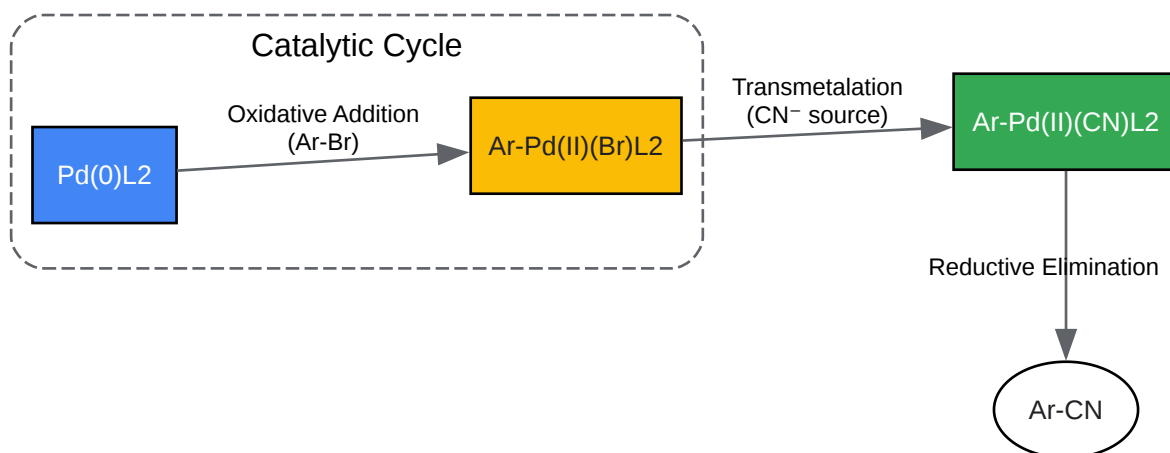 Catalytic Cycle
Oxidative Addition
(Ar-Br)
Transmetalation
(CN⁻ source)
Pd(0)L2
Ar-Pd(II)(Br)L2
Ar-Pd(II)(CN)L2
Reductive Elimination
Ar-CN